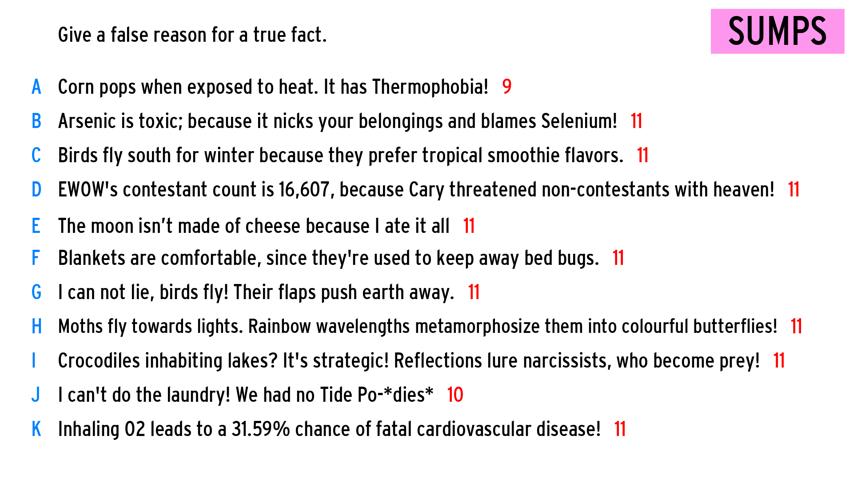 Give a false reason for a true fact.
SUMPS
A Corn pops when exposed to heat. It has Thermophobia! 9
B Arsenic is toxic; because it nicks your belongings and blames Selenium! 11
C Birds fly south for winter because they prefer tropical smoothie flavors. 11
D EWOW's contestant count is 16,607, because Cary threatened non-contestants with heaven! 11
E The moon isn’t made of cheese because I ate it all 11
F Blankets are comfortable, since they're used to keep away bed bugs. 11
G I can not lie, birds fly! Their flaps push earth away. 11
H Moths fly towards lights. Rainbow wavelengths metamorphosize them into colourful butterflies! 11
I Crocodiles inhabiting lakes? It's strategic! Reflections lure narcissists, who become prey! 11
J I can't do the laundry! We had no Tide Po-*dies* 10
K Inhaling O2 leads to a 31.59% chance of fatal cardiovascular disease! 11